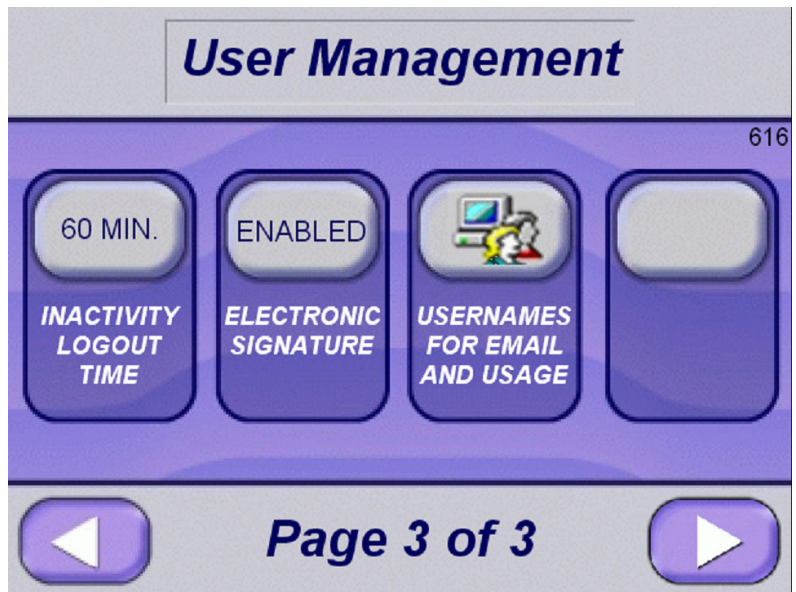 User Management
616
60 MIN.
INACTIVITY
LOGOUT
TIME
ENABLED
ELECTRONIC
SIGNATURE
USERNAMES
FOR EMAIL
AND USAGE
Page 3 of 3